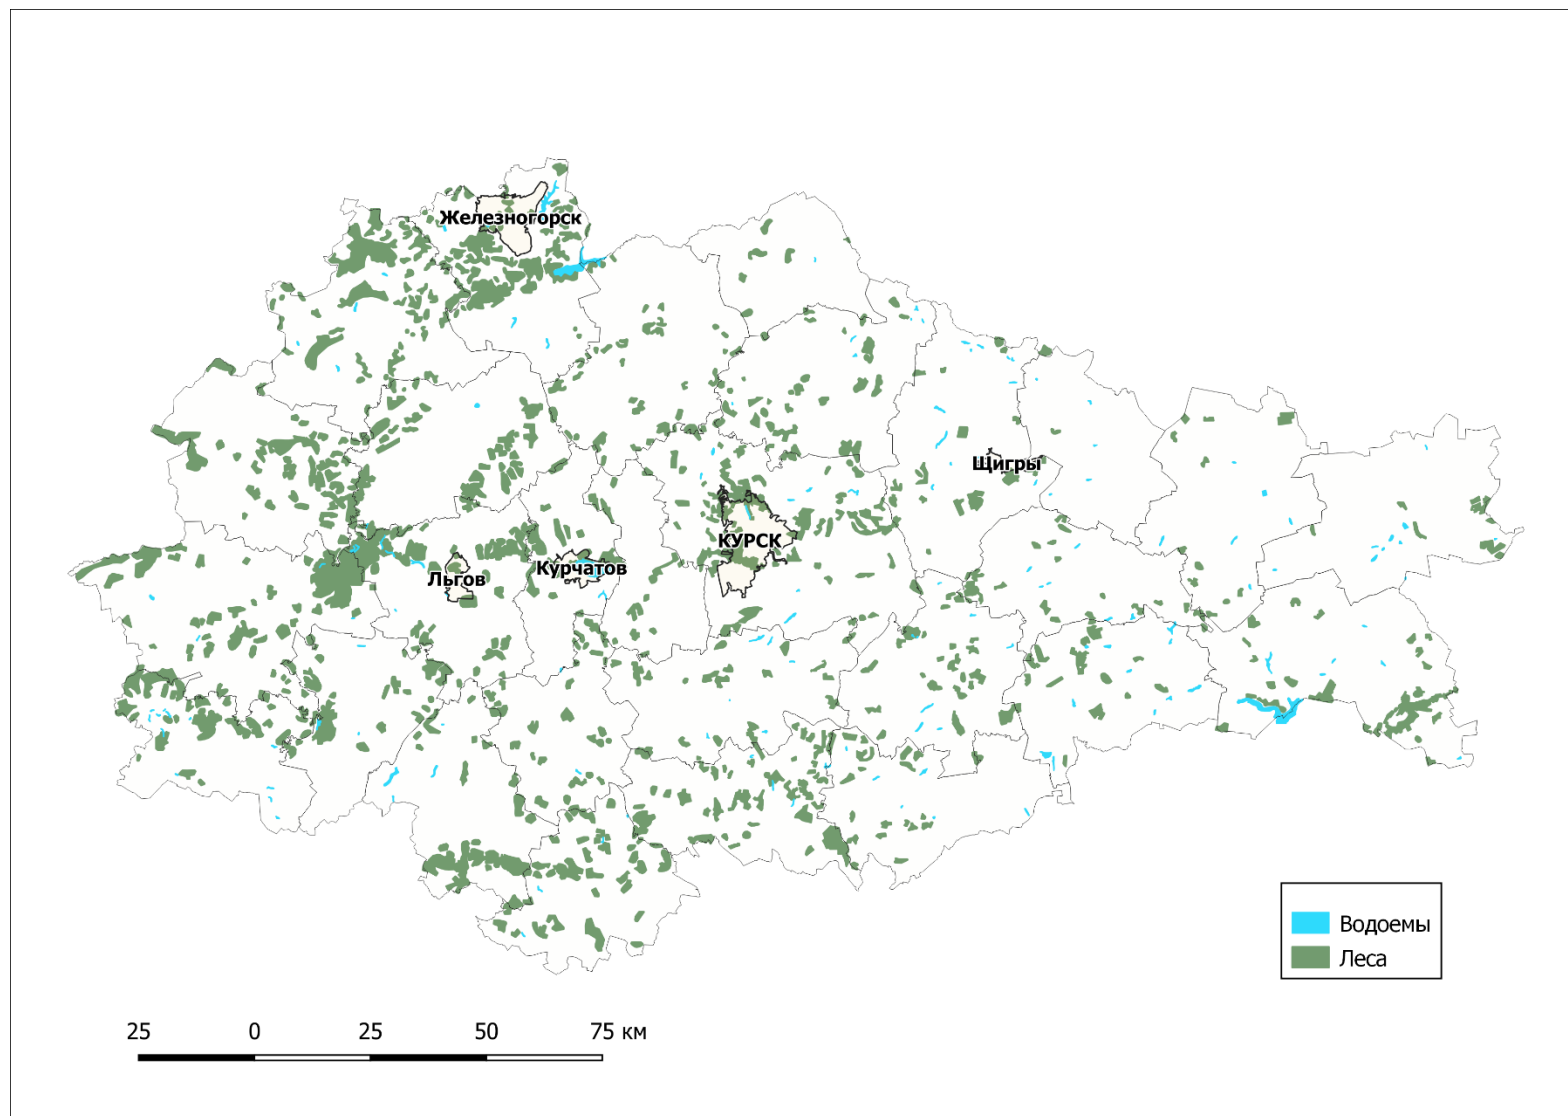 Железногорск
Щигры
КУРСК
Курчатов
Льгов
Водоемы
Леса
25 0 25 50 75 км